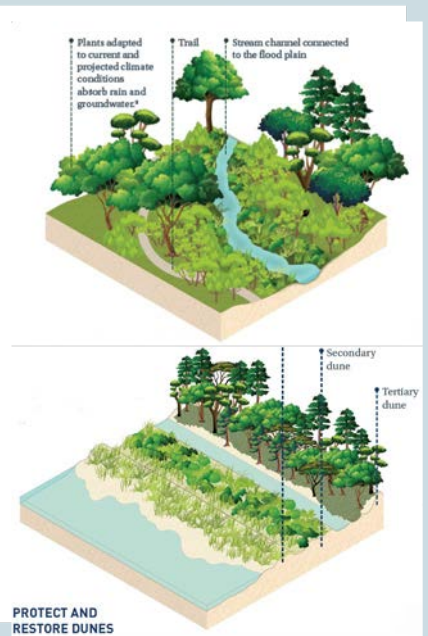 Plants adapted
to current and
projected climate
conditions
absorb rain and
groundwater.
Trail
Stream channel connected
to the flood plain
Secondary
dune
Tertiary
dune
PROTECT AND
RESTORE DUNES